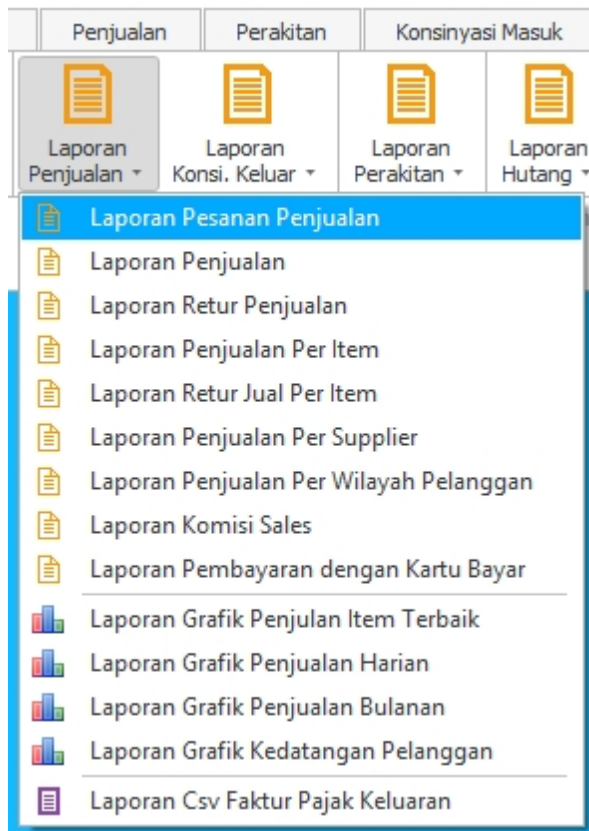 Penjualan
Perakitan
Konsinyasi Masuk
Laporan
Penjualan
Laporan
Konsi. Keluar
Laporan
Perakitan
Laporan
Hutang
Laporan Pesanan Penjualan
Laporan Penjualan
Laporan Retur Penjualan
Laporan Penjualan Per Item
Laporan Retur Jual Per Item
Laporan Penjualan Per Supplier
Laporan Penjualan Per Wilayah Pelanggan
Laporan Komisi Sales
Laporan Pembayaran dengan Kartu Bayar
Laporan Grafik Penjulan Item Terbaik
Laporan Grafik Penjualan Harian
Laporan Grafik Penjualan Bulanan
Laporan Grafik Kedatangan Pelanggan
Laporan Csv Faktur Pajak Keluaran